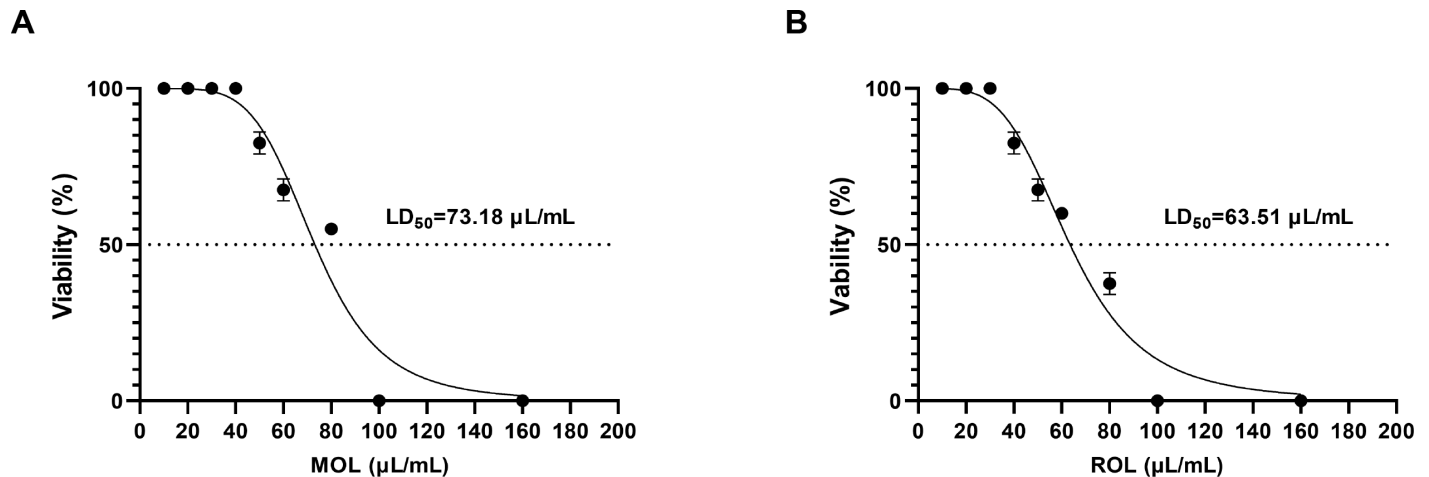 A
B
100
50
0
Viability (%)
LD50=73.18 µL/mL
0 20 40 60 80 100 120 140 160 180 200
MOL (µL/mL)
100
50
0
Vability (%)
LD50=63.51 µL/mL
0 20 40 60 80 100 120 140 160 180 200
ROL (µL/mL)